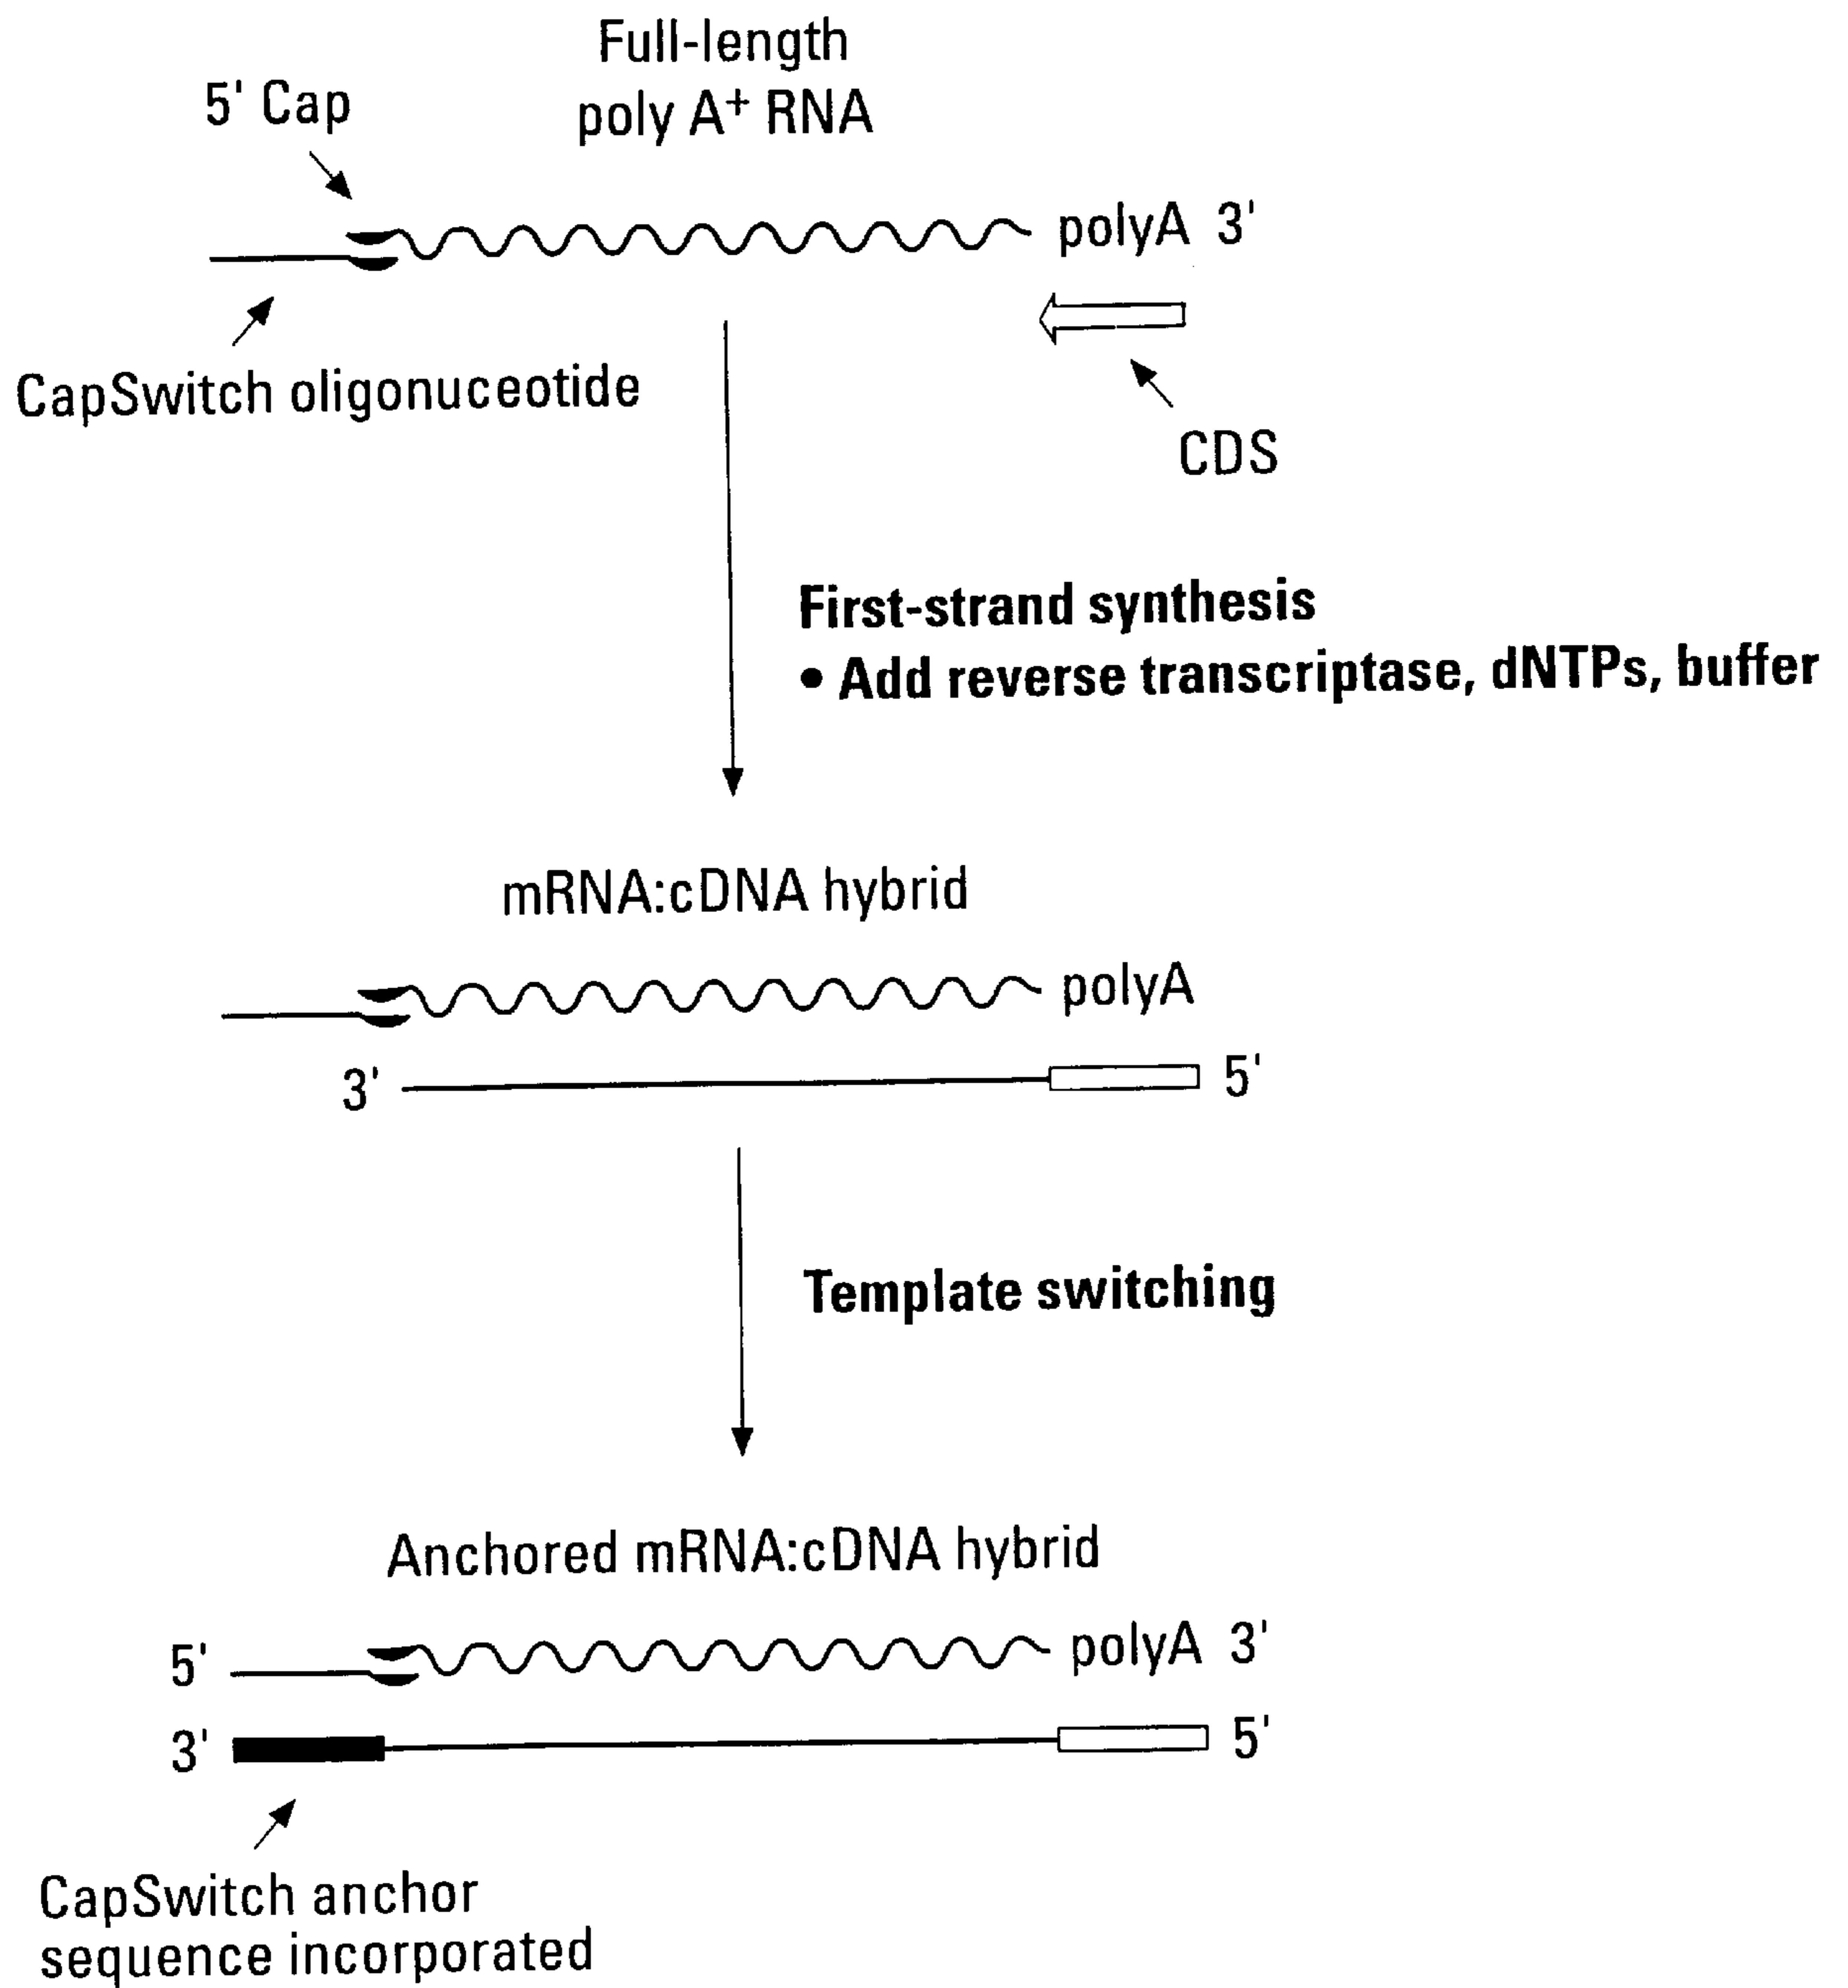 Full-length
poly A+ RNA
5' Cap
polyA 3'
CapSwitch oligonuceotide
CDS
First-strand synthesis
• Add reverse transcriptase, dNTPs, buffer
mRNA:cDNA hybrid
polyA
3' 5'
Template switching
Anchored mRNA:cDNA hybrid
5' polyA 3'
3' 5'
CapSwitch anchor
sequence incorporated